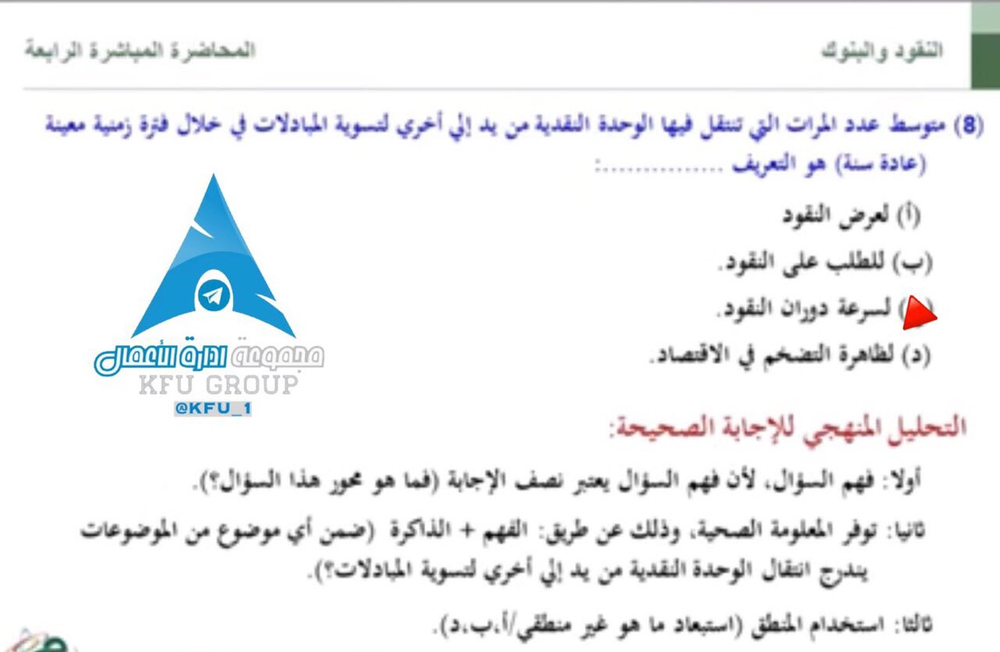 النقود والبنوك
المحاضرة المباشرة الرابعة
(8) متوسط عدد المرات التي تنتقل فيها الوحدة النقدية من يد إلي أخري لتسوية المبادلات في خلال فترة زمنية معينة
(عادة سنة) هو التعريف ...............:
(أ) لعرض النقود
(ب) للطلب على النقود.
لسرعة دوران النقود.
(د) لظاهرة التضخم في الاقتصاد.
مجموعة ادارة الأعمال
KFU GROUP
@KFU_1
التحليل المنهجي للإجابة الصحيحة:
أولا: فهم السؤال، لأن فهم السؤال يعتبر نصف الإجابة (فما هو محور هذا السؤال؟).
ثانيا: توفر المعلومة الصحية، وذلك عن طريق: الفهم + الذاكرة (ضمن أي موضوع من الموضوعات
يندرج انتقال الوحدة النقدية من يد إلي أخري لتسوية المبادلات؟).
ثالثا: استخدام المنطق (استبعاد ما هو غير منطقي/أ،ب،د).